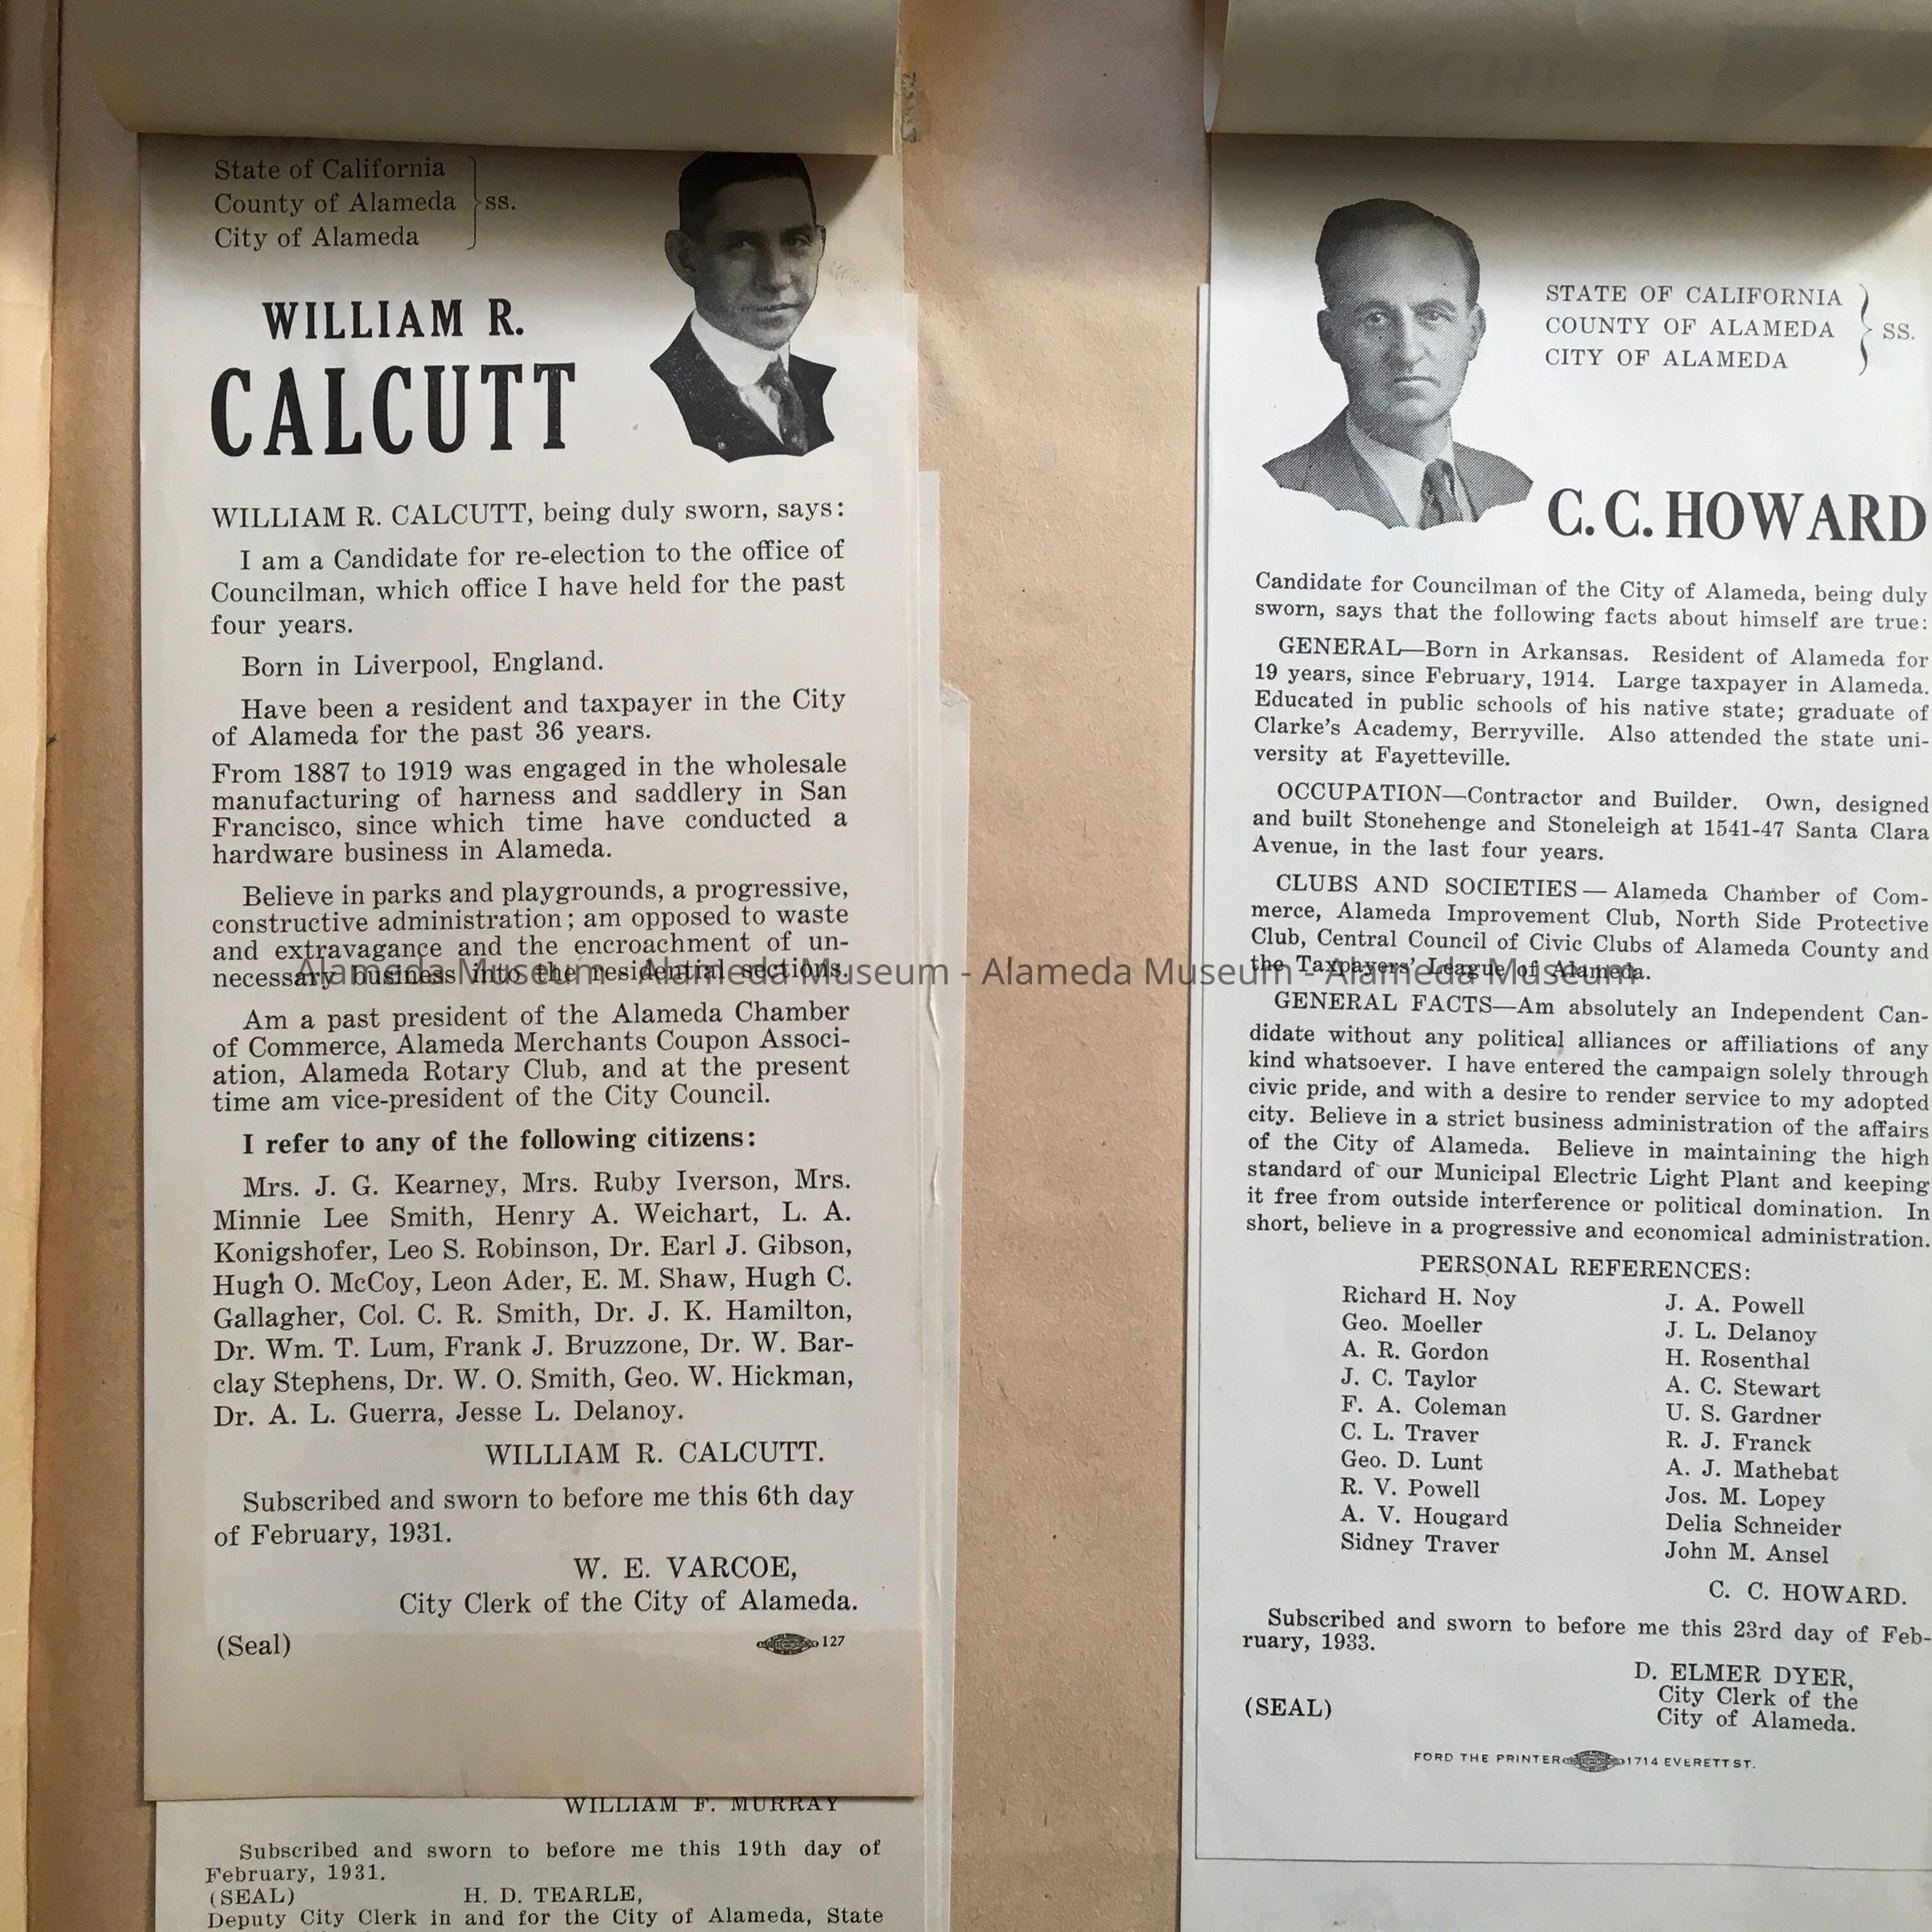 State of California
County of Alameda
City of Alameda
ss.
WILLIAM R.
CALCUTT
WILLIAM R. CALCUTT, being duly sworn, says:
I am a Candidate for re-election to the office of
Councilman, which office I have held for the past
four years.
Born in Liverpool, England.
Have been a resident and taxpayer in the City
of Alameda for the past 36 years.
From 1887 to 1919 was engaged in the wholesale
manufacturing of harness and saddlery in San
Francisco, since which time have conducted a
hardware business in Alameda.
Believe in parks and playgrounds, a progressive,
constructive administration; am opposed to waste
and extravagance and the encroachment of un-
necessary business into the residential sections.
Am a past president of the Alameda Chamber
of Commerce, Alameda Merchants Coupon Associ-
ation, Alameda Rotary Club, and at the present
time am vice-president of the City Council.
I refer to any of the following citizens:
Mrs. J. G. Kearney, Mrs. Ruby Iverson, Mrs.
Minnie Lee Smith, Henry A. Weichart, L. A.
Konigshofer, Leo S. Robinson, Dr. Earl J. Gibson,
Hugh O. McCoy, Leon Ader, E. M. Shaw, Hugh C.
Gallagher, Col. C. R. Smith, Dr. J. K. Hamilton,
Dr. Wm. T. Lum, Frank J. Bruzzone, Dr. W. Bar-
clay Stephens, Dr. W. O. Smith, Geo. W. Hickman,
Dr. A. L. Guerra, Jesse L. Delanoy.
WILLIAM R. CALCUTT.
Subscribed and sworn to before me this 6th day
of February, 1931.
W. E. VARCOE,
City Clerk of the City of Alameda.
(Seal)
127
WILLIAM F. MURRAY
Subscribed and sworn to before me this 19th day of
February, 1931.
(SEAL) H. D. TEARLE,
Deputy City Clerk in and for the City of Alameda, State
STATE OF CALIFORNIA
COUNTY OF ALAMEDA
CITY OF ALAMEDA
SS.
C. C. HOWARD
Candidate for Councilman of the City of Alameda, being duly
sworn, says that the following facts about himself are true:
GENERAL—Born in Arkansas. Resident of Alameda for
19 years, since February, 1914. Large taxpayer in Alameda.
Educated in public schools of his native state; graduate of
Clarke's Academy, Berryville. Also attended the state uni-
versity at Fayetteville.
OCCUPATION—Contractor and Builder. Own, designed
and built Stonehenge and Stoneleigh at 1541-47 Santa Clara
Avenue, in the last four years.
CLUBS AND SOCIETIES—Alameda Chamber of Com-
merce, Alameda Improvement Club, North Side Protective
Club, Central Council of Civic Clubs of Alameda County and
the Taxpayers' League of Alameda.
GENERAL FACTS—Am absolutely an Independent Can-
didate without any political alliances or affiliations of any
kind whatsoever. I have entered the campaign solely through
civic pride, and with a desire to render service to my adopted
city. Believe in a strict business administration of the affairs
of the City of Alameda. Believe in maintaining the high
standard of our Municipal Electric Light Plant and keeping
it free from outside interference or political domination. In
short, believe in a progressive and economical administration.
PERSONAL REFERENCES:
Richard H. Noy
Geo. Moeller
A. R. Gordon
J. C. Taylor
F. A. Coleman
C. L. Traver
Geo. D. Lunt
R. V. Powell
A. V. Hougard
Sidney Traver
J. A. Powell
J. L. Delanoy
H. Rosenthal
A. C. Stewart
U. S. Gardner
R. J. Franck
A. J. Mathebat
Jos. M. Lopey
Delia Schneider
John M. Ansel
C. C. HOWARD.
Subscribed and sworn to before me this 23rd day of Feb-
ruary, 1933.
D. ELMER DYER,
City Clerk of the
City of Alameda.
(SEAL)
FORD THE PRINTER 1714 EVERETT ST.
Alameda Museum - Alameda Museum - Alameda Museum - Alameda Museum